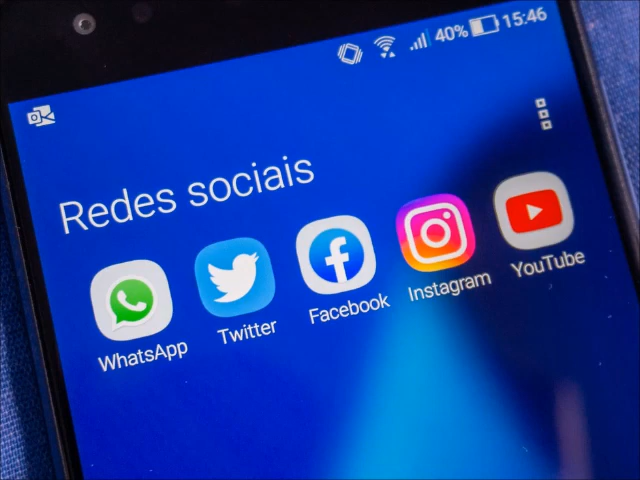 40% 15:46
Redes sociais
WhatsApp
Twitter
Facebook
Instagram
YouTube